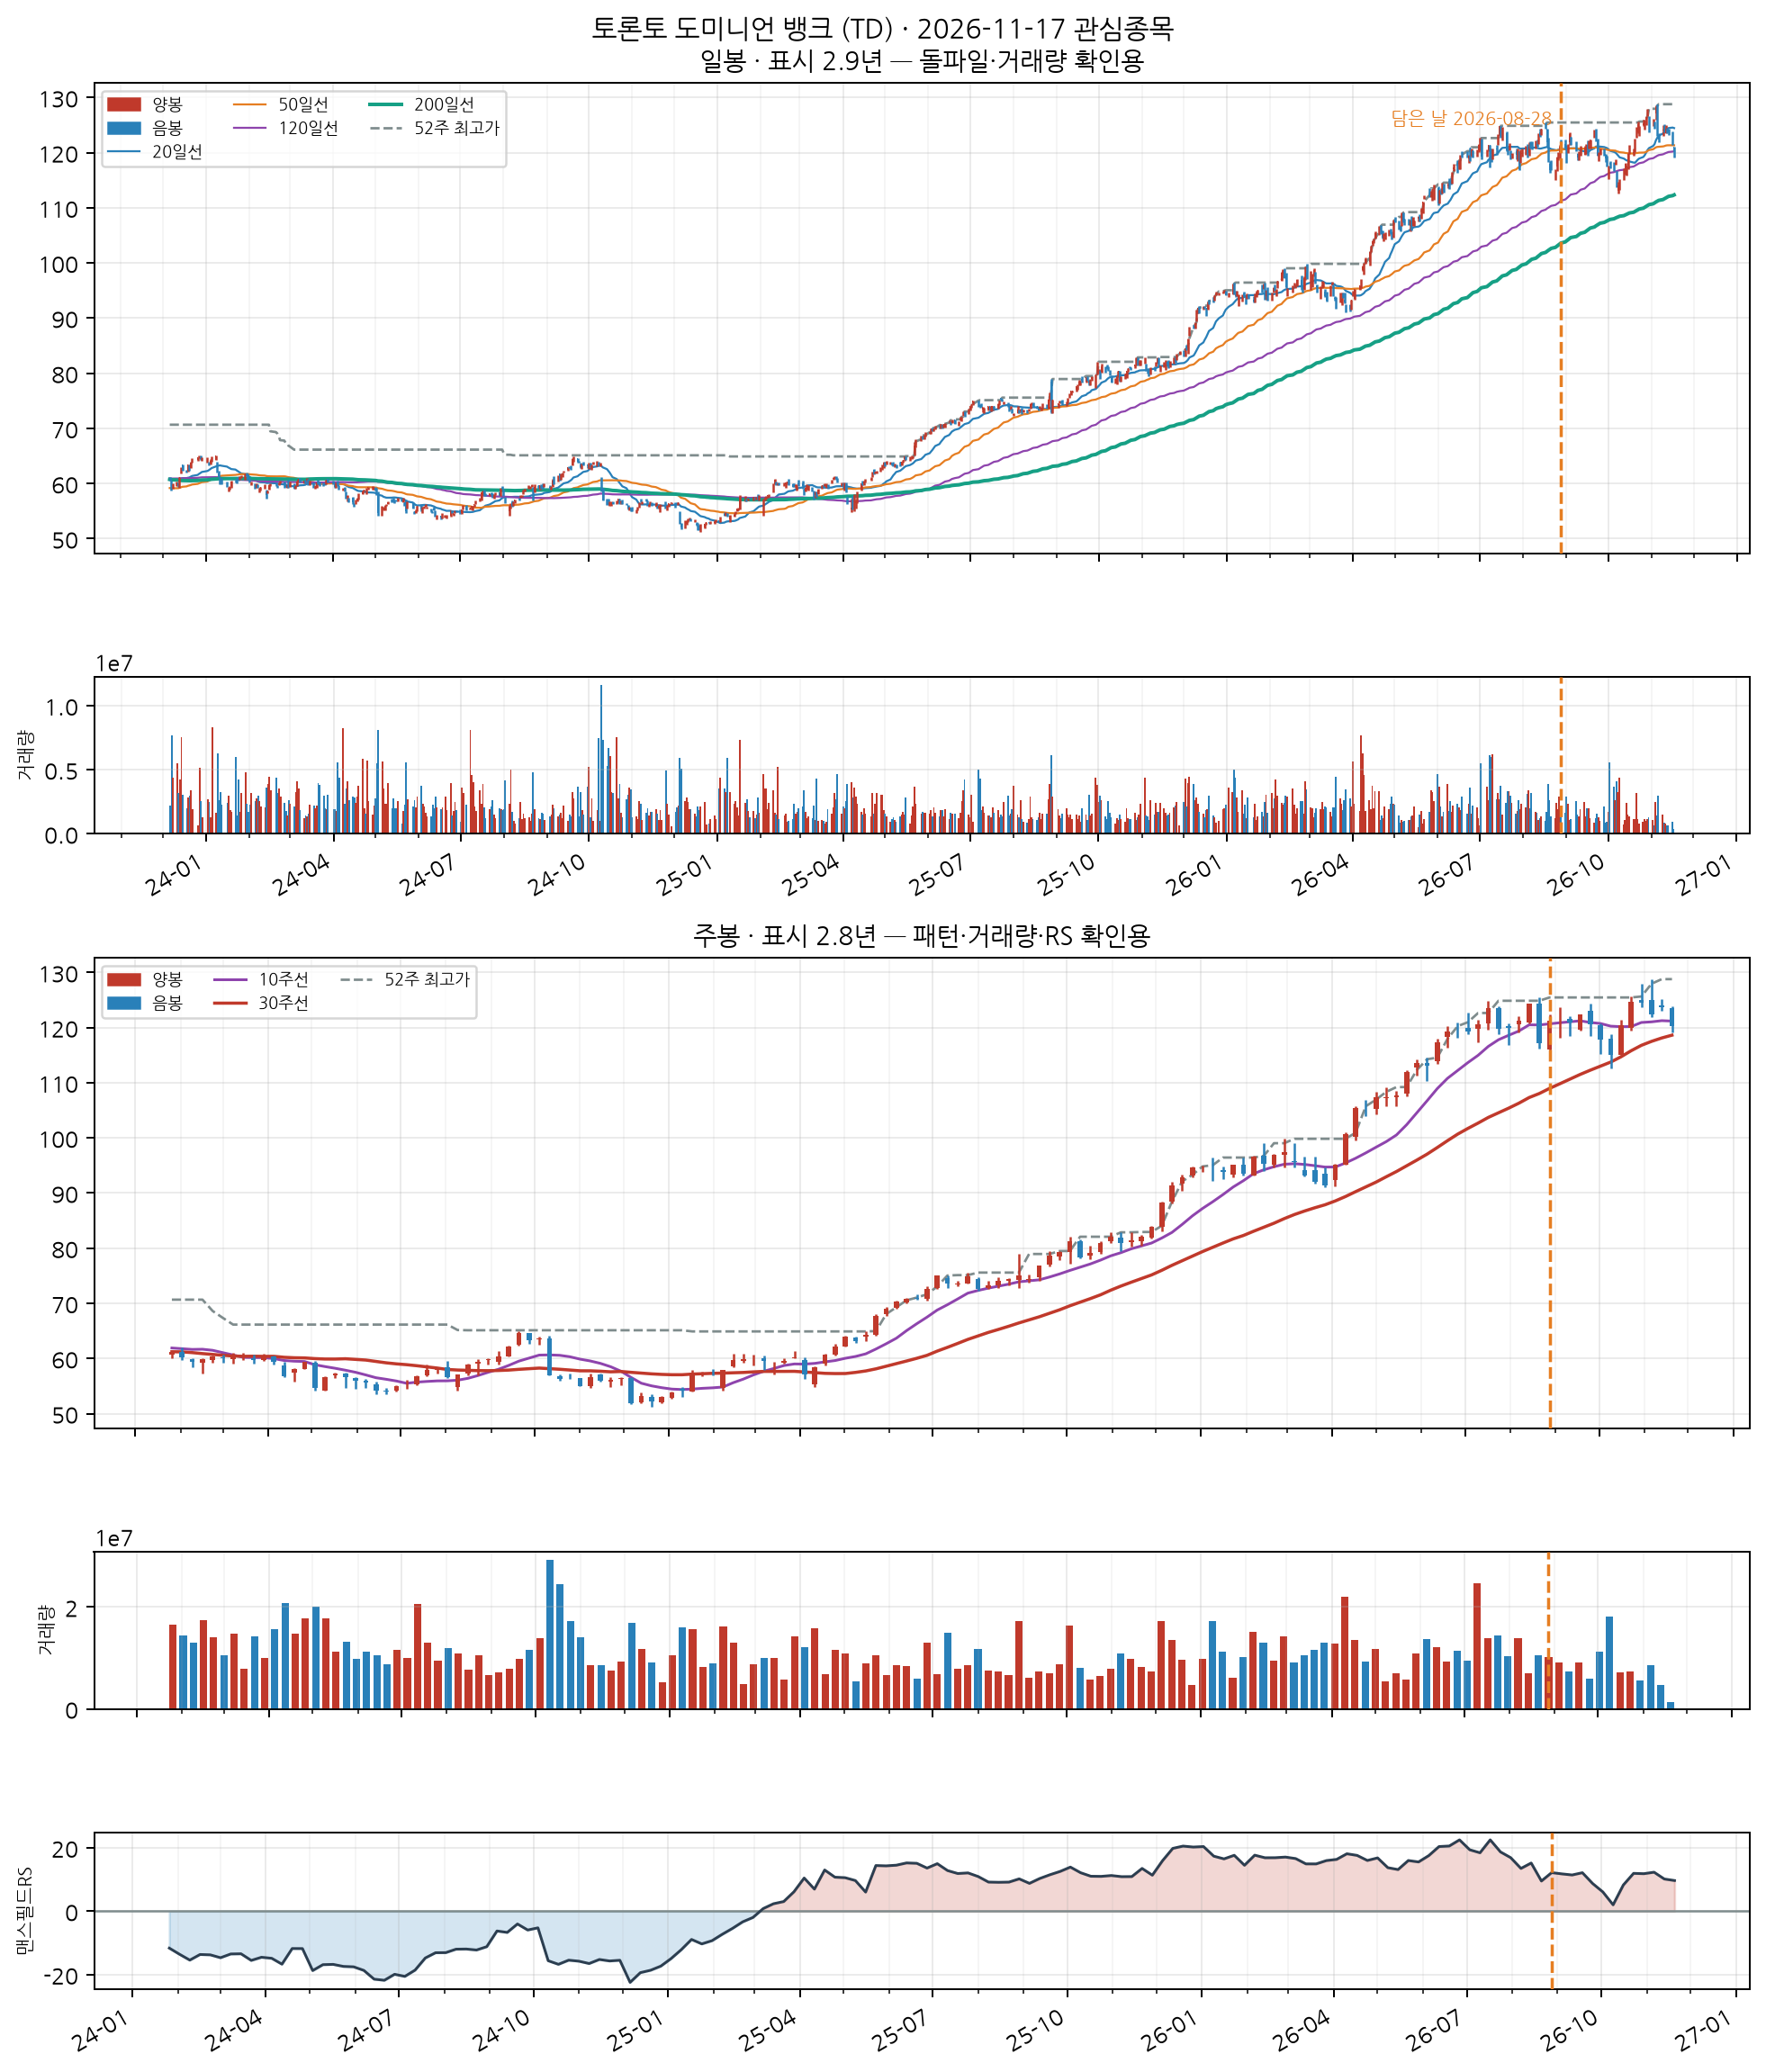 토론토 도미니언 뱅크 (TD) · 2026-11-17 관심종목
일봉 · 표시 2.9년 — 돌파일·거래량 확인용
양봉 50일선 200일선
음봉 120일선 52주 최고가
20일선
담은 날 2026-08-28
130
120
110
100
90
80
70
60
50
1e7
거래량
1.0
0.5
0.0
24-01 24-04 24-07 24-10 25-01 25-04 25-07 25-10 26-01 26-04 26-07 26-10 27-01
주봉 · 표시 2.8년 — 패턴·거래량·RS 확인용
양봉 10주선 52주 최고가
음봉 30주선
130
120
110
100
90
80
70
60
50
1e7
거래량
2
0
맨스필드RS
20
0
-20
24-01 24-04 24-07 24-10 25-01 25-04 25-07 25-10 26-01 26-04 26-07 26-10 27-01